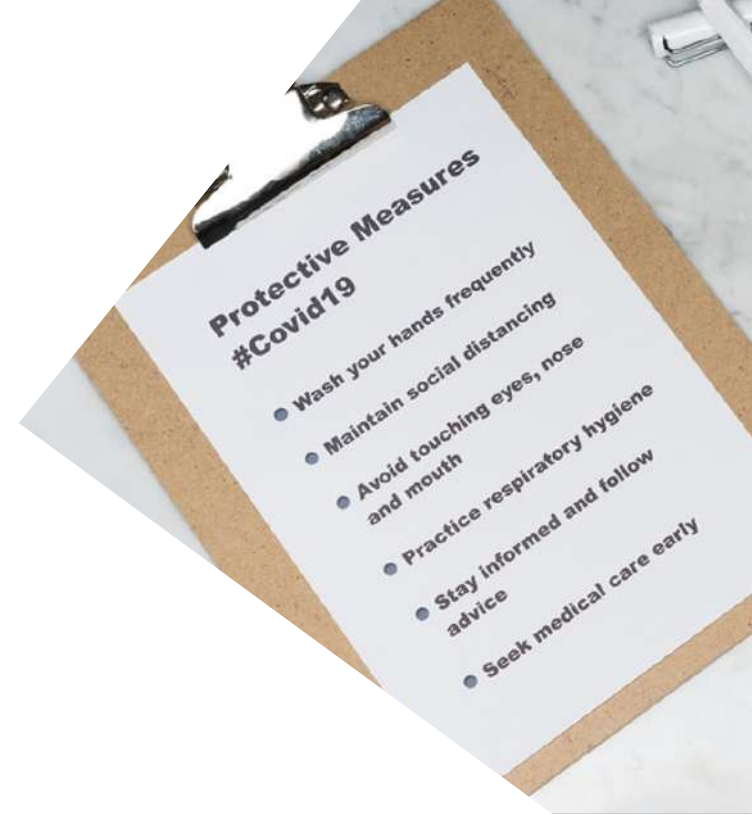 Protective Measures
#Covid19
Wash your hands frequently
Maintain social distancing
Avoid touching eyes, nose
and mouth
Practice respiratory hygiene
Stay informed and follow
advice
Seek medical care early